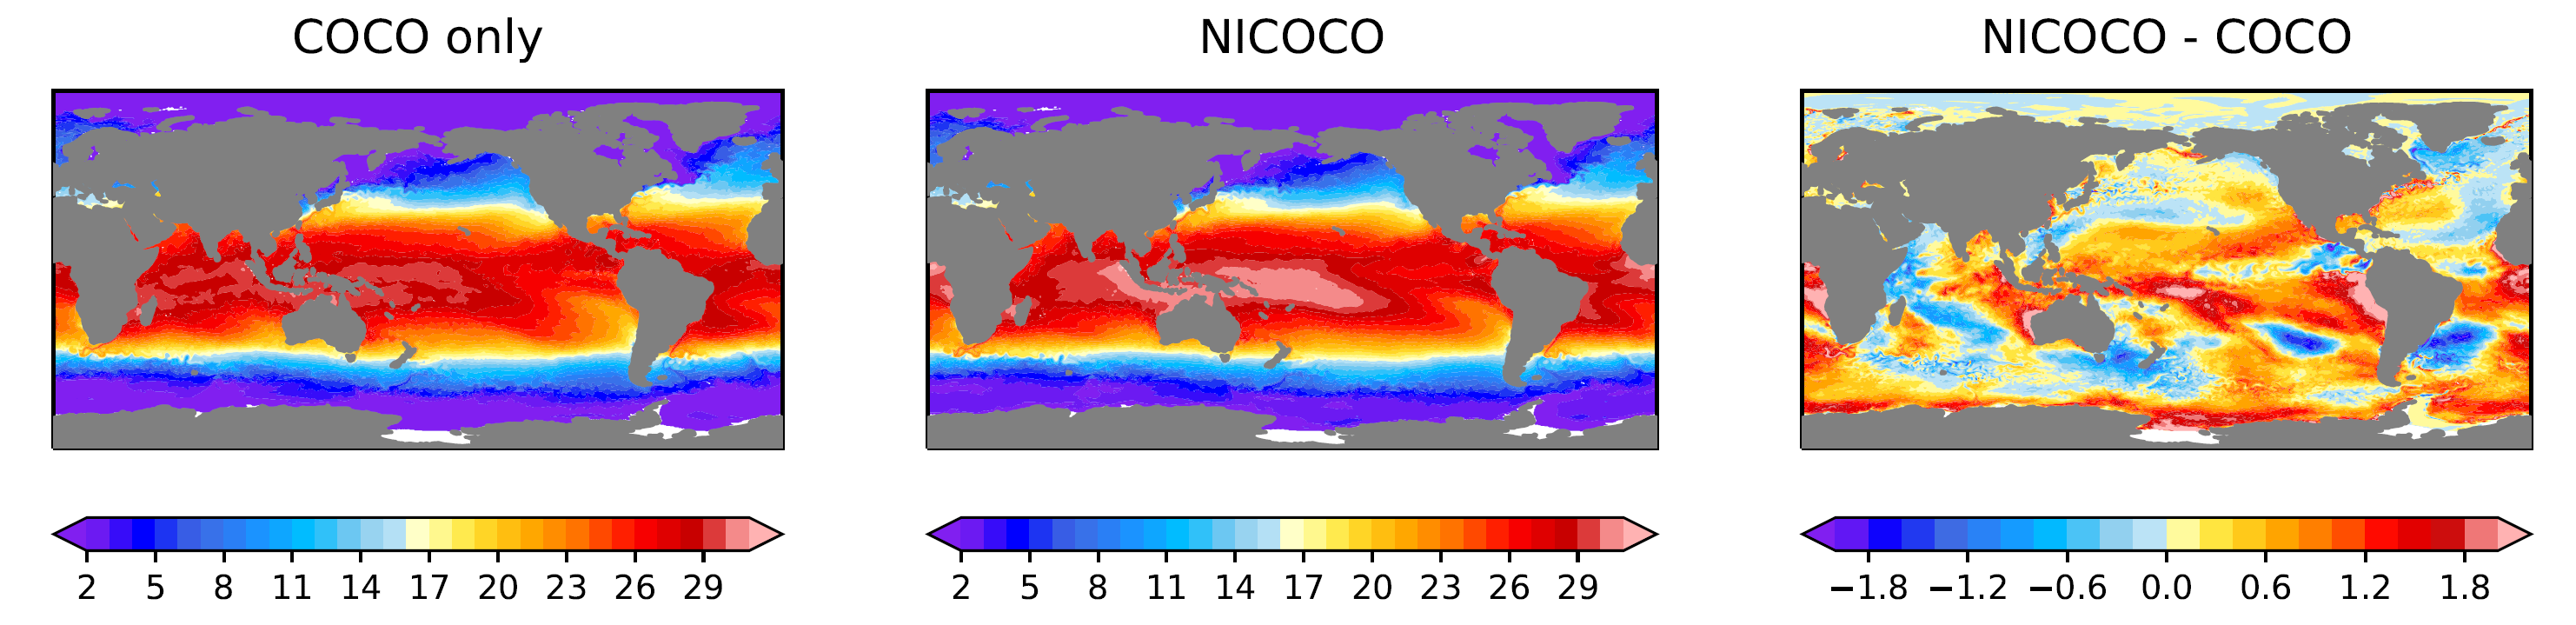 COCO only
NICOCO
NICOCO - COCO
2 5 8 11 14 17 20 23 26 29
2 5 8 11 14 17 20 23 26 29
−1.8 −1.2 −0.6 0.0 0.6 1.2 1.8